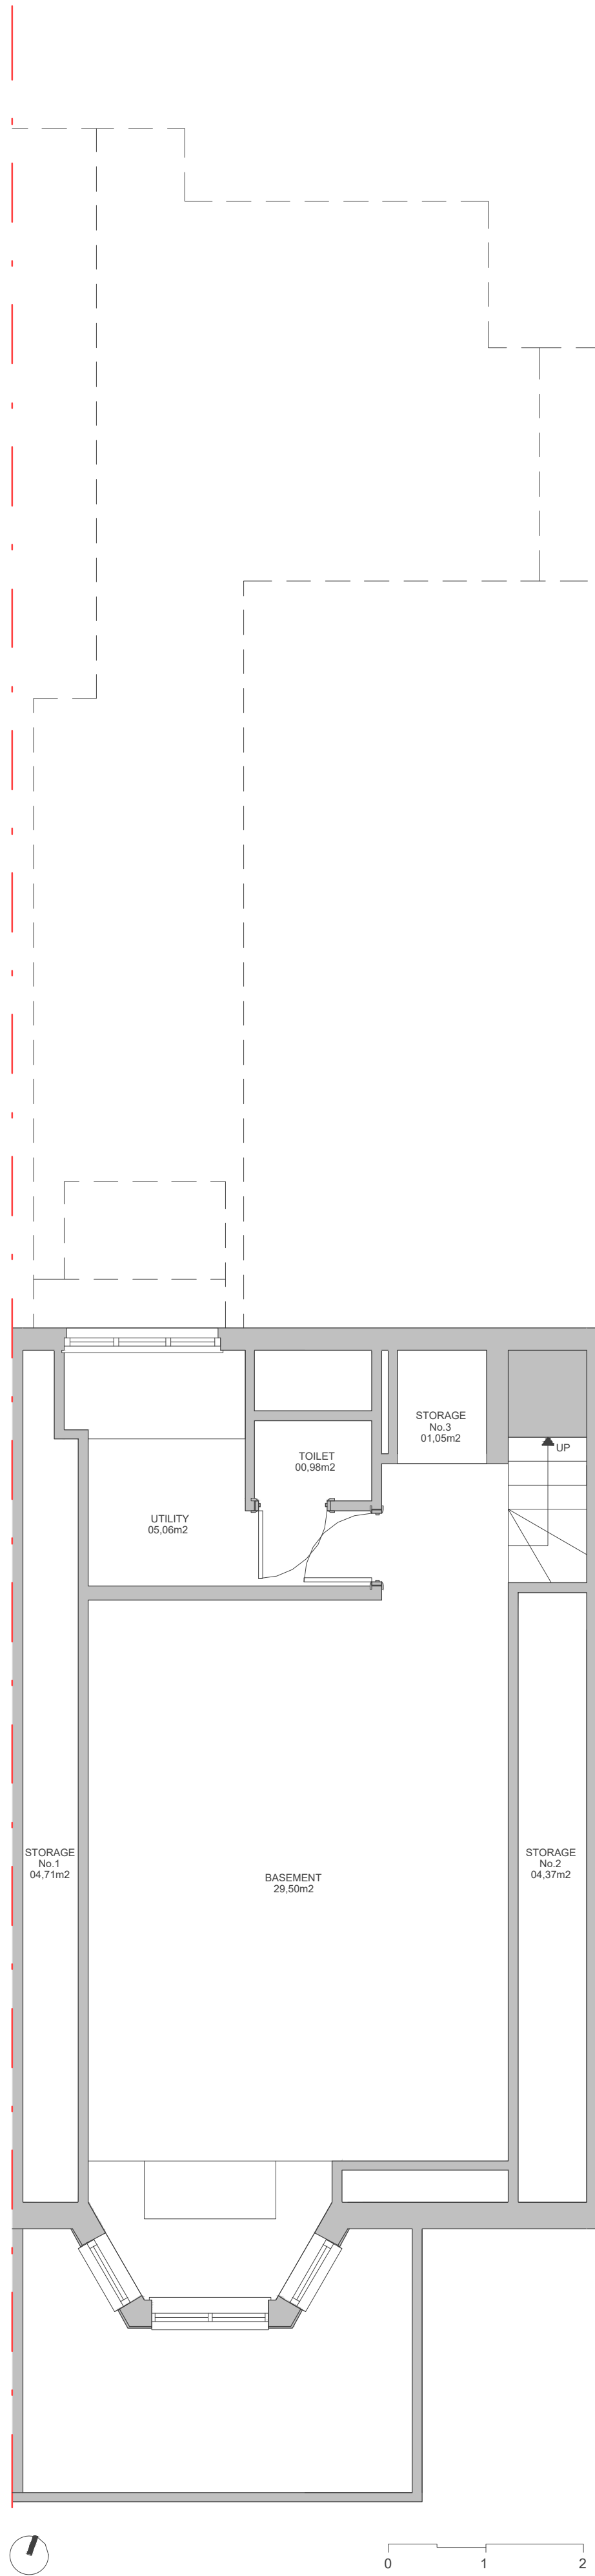 STORAGE
No.3
01,05m2
UP
TOILET
00,98m2
UTILITY
05,06m2
STORAGE
No.1
04,71m2
BASEMENT
29,50m2
STORAGE
No.2
04,37m2
0 1 2